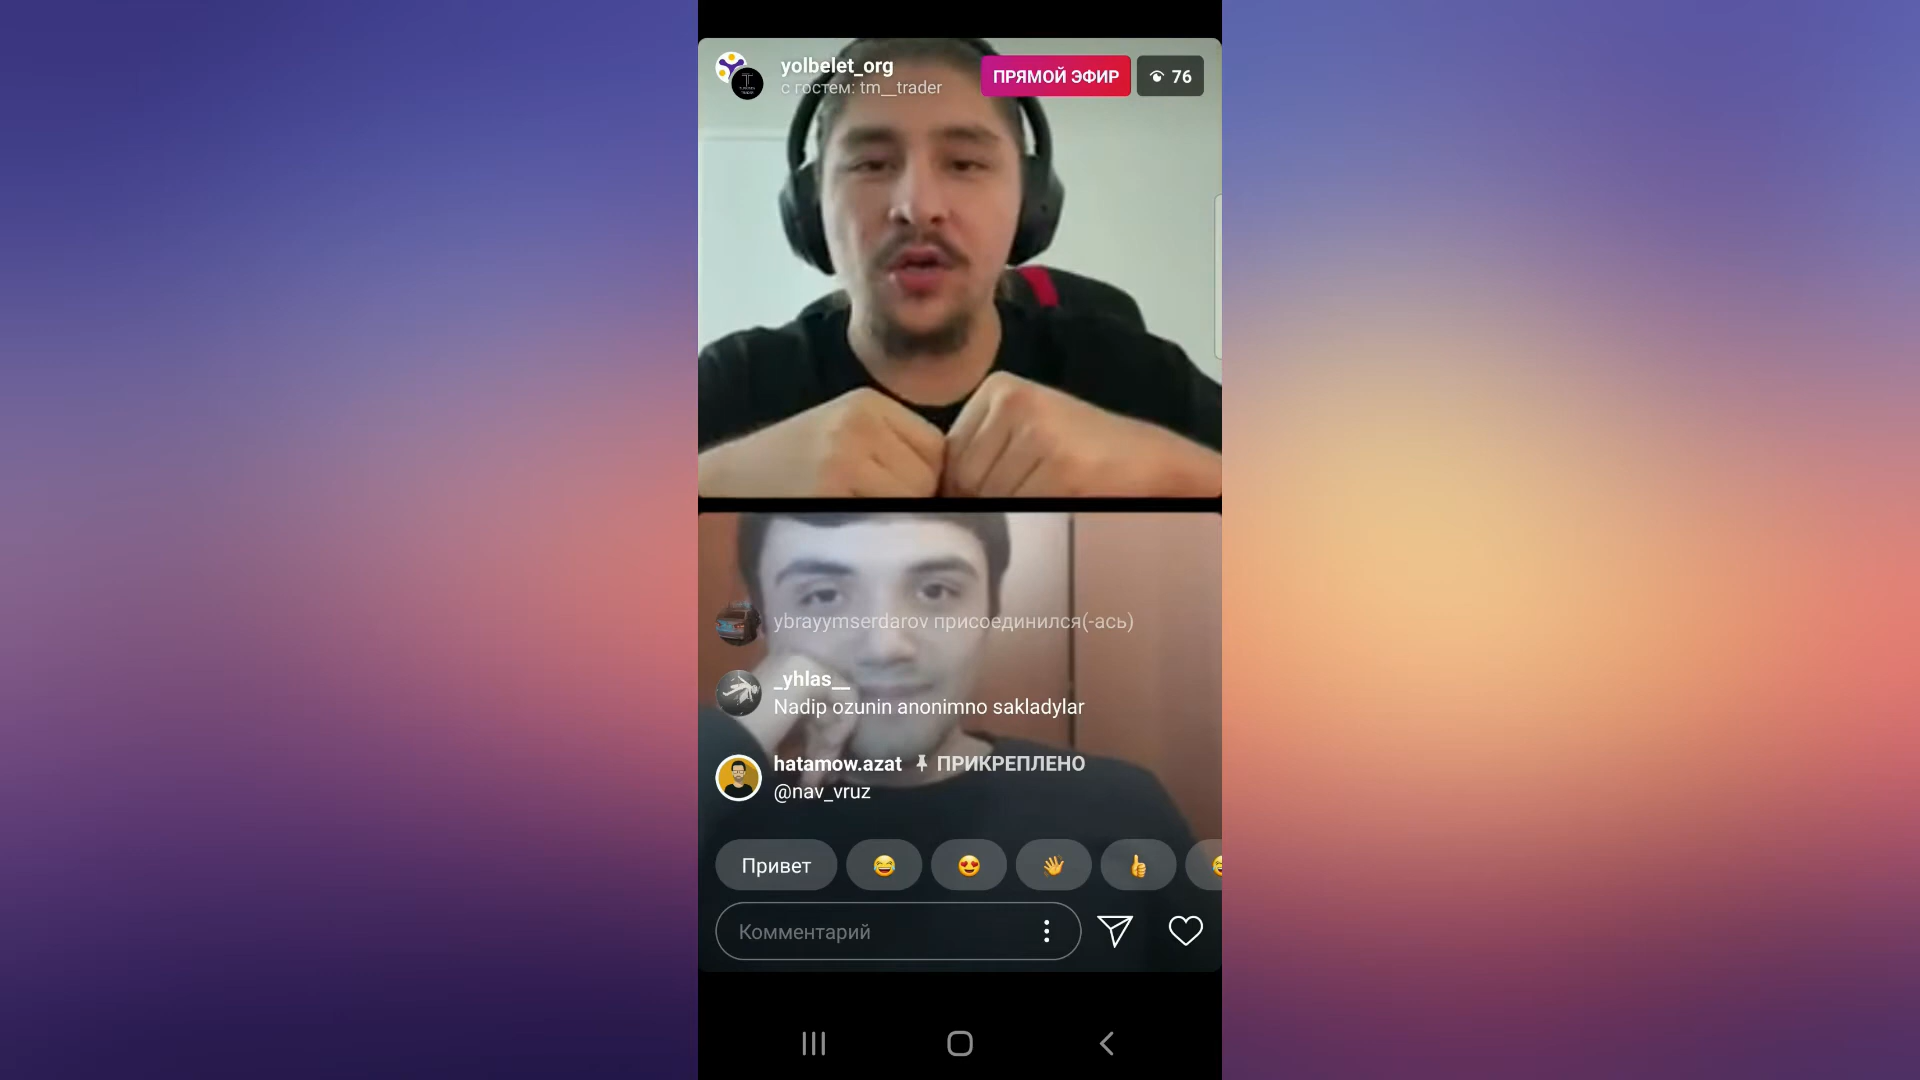 yolbelet_org
с гостем: tm__trader
ПРЯМОЙ ЭФИР
76
ybrayymserdarov присоединился(-ась)
_yhlas__
Nadip ozunin anonimno sakladylar
hatamow.azat ПРИКРЕПЛЕНО
@nav_vruz
Привет
Комментарий